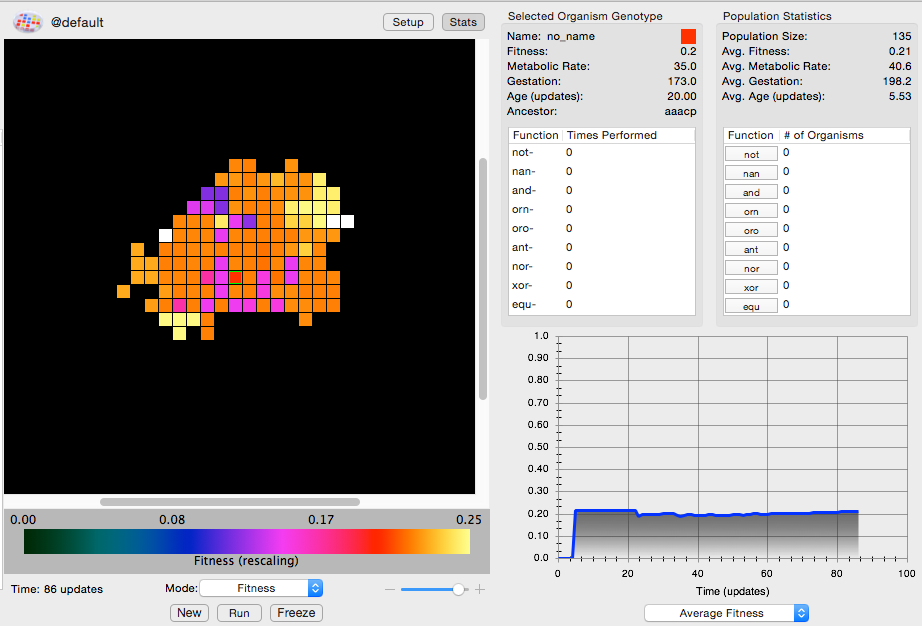 @default
Setup
Stats
0.00 0.08 0.17 0.25
Fitness (rescaling)
Time: 86 updates
Mode: Fitness
− +
New
Run
Freeze
Selected Organism Genotype
Name: no_name
Fitness: 0.2
Metabolic Rate: 35.0
Gestation: 173.0
Age (updates): 20.00
Ancestor: aaacp
Function Times Performed
not- 0
nan- 0
and- 0
orn- 0
oro- 0
ant- 0
nor- 0
xor- 0
equ- 0
Population Statistics
Population Size: 135
Avg. Fitness: 0.21
Avg. Metabolic Rate: 40.6
Avg. Gestation: 198.2
Avg. Age (updates): 5.53
Function # of Organisms
not 0
nan 0
and 0
orn 0
oro 0
ant 0
nor 0
xor 0
equ 0
1.0
0.90
0.80
0.70
0.60
0.50
0.40
0.30
0.20
0.10
0.0
0 20 40 60 80 100
Time (updates)
Average Fitness